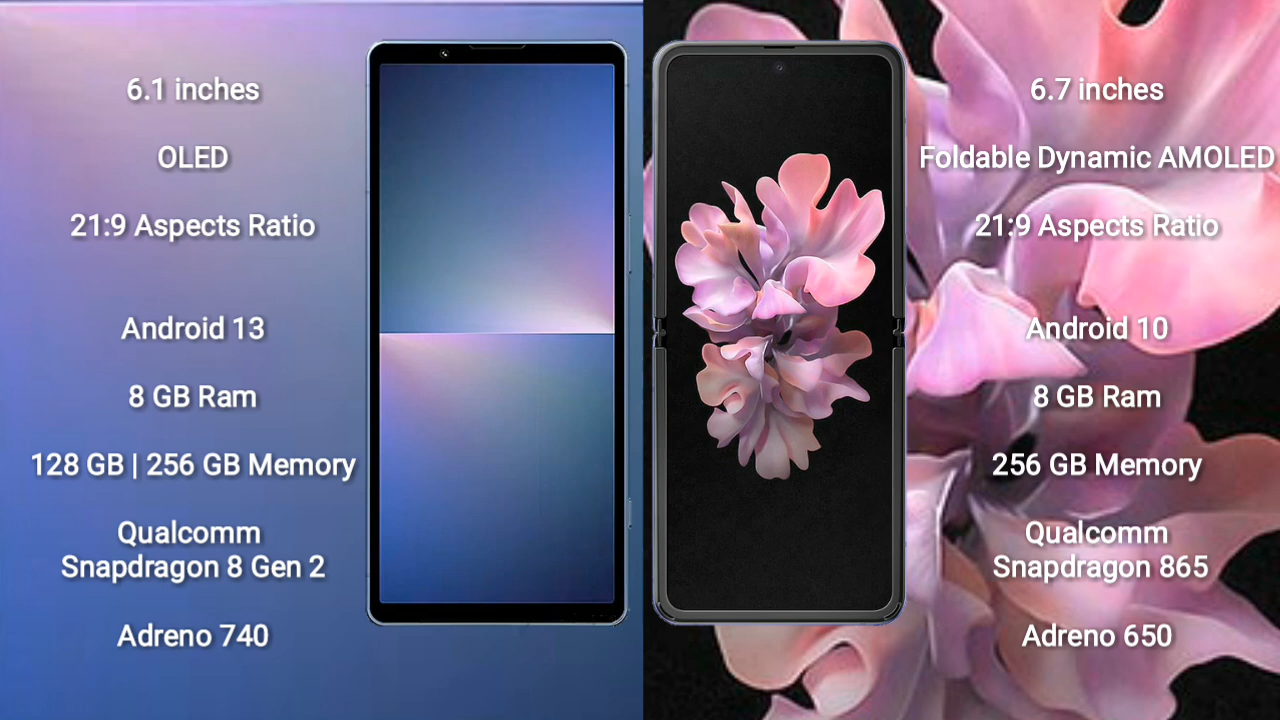 6.1 inches
OLED
21:9 Aspects Ratio
Android 13
8 GB Ram
128 GB | 256 GB Memory
Qualcomm
Snapdragon 8 Gen 2
Adreno 740
6.7 inches
Foldable Dynamic AMOLED
21:9 Aspects Ratio
Android 10
8 GB Ram
256 GB Memory
Qualcomm
Snapdragon 865
Adreno 650